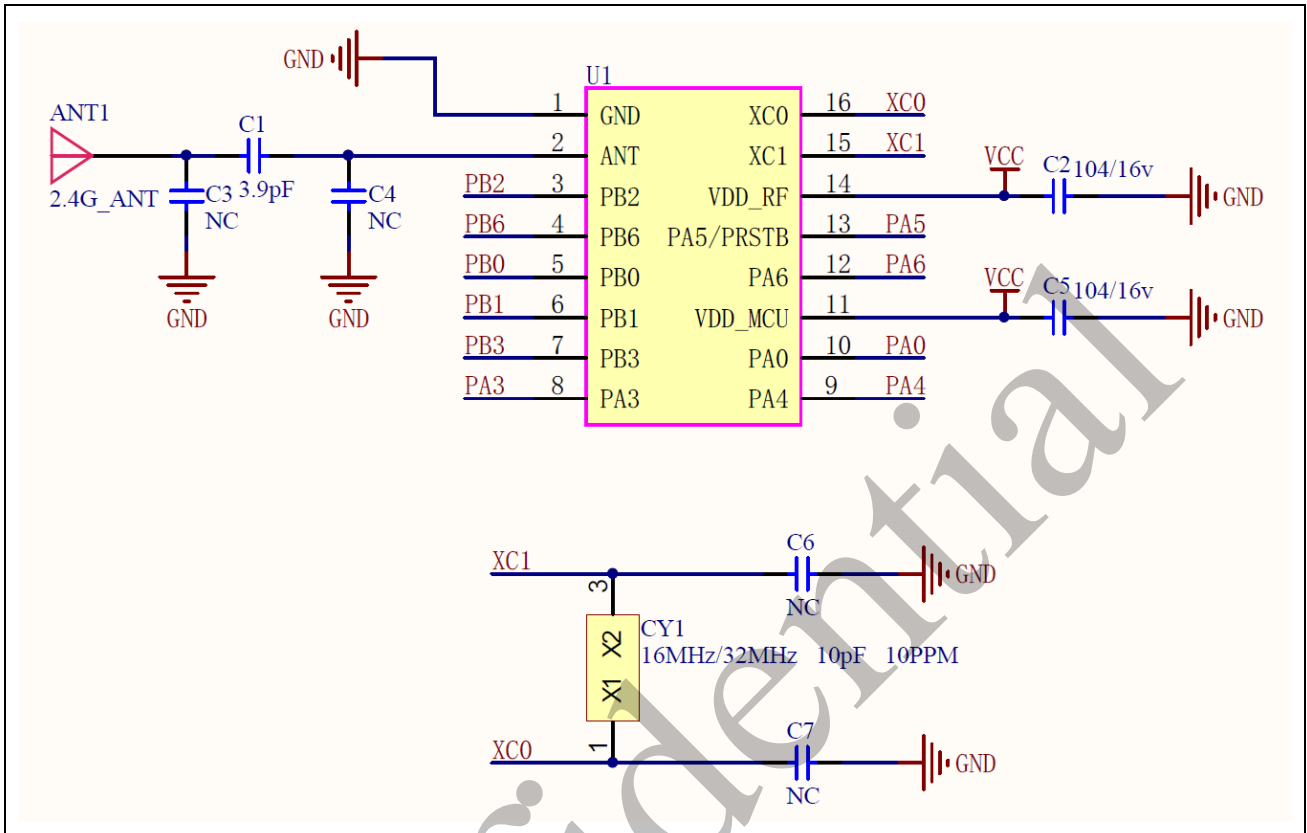 GND
U1
ANT1
C1
1 GND XC0 16 XC0
2 ANT XC1 15 XC1
VCC
C2 104/16v
2.4G_ANT C3 3.9pF C4
NC NC
PB2 3 PB2 VDD_RF 14 GND
PB6 4 PB6 PA5/PRSTB 13 PA5
PB0 5 PB0 PA6 12 PA6
VCC
C5 104/16v
GND GND
PB1 6 PB1 VDD_MCU 11 GND
PB3 7 PB3 PA0 10 PA0
PA3 8 PA3 PA4 9 PA4
C6
XC1 GND
3 NC
X2 CY1
16MHz/32MHz 10pF 10PPM
X1
C7
1
XC0 GND
NC
fidential